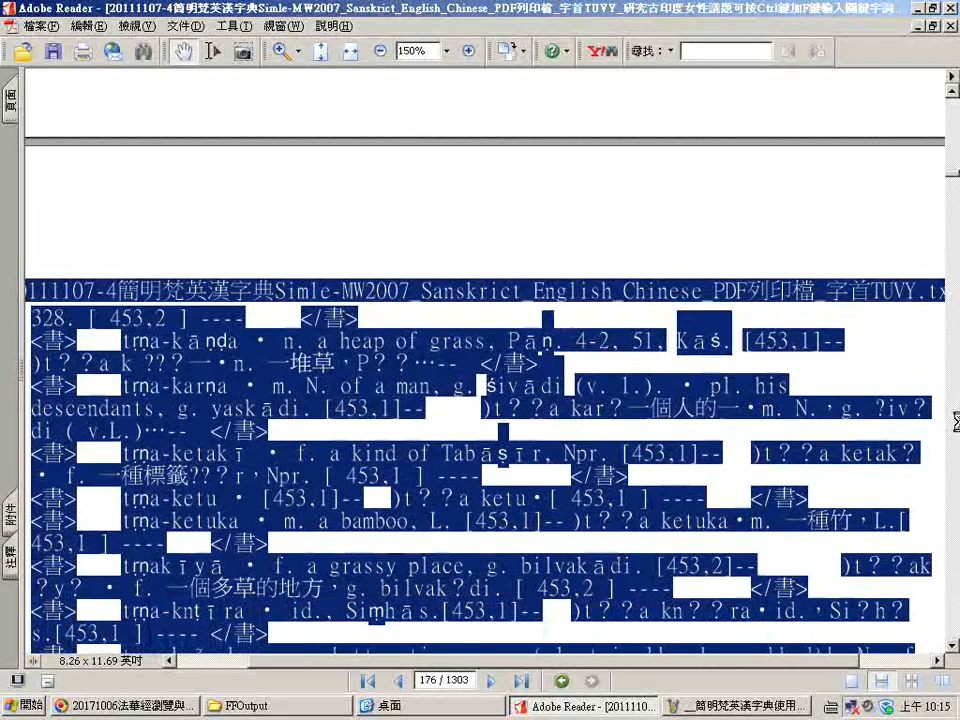 Adobe Reader - [20111107-4簡明梵英漢字典Simle-MW2007_Sanskrict_English_Chinese_PDF列印檔_字首TUVY_研究古印度女性議題可按Ctrl鍵加F鍵輸入關鍵字詞...
檔案(F) 編輯(E) 檢視(V) 文件(D) 工具(T) 視窗(W) 說明(H)
150% 尋找:
頁面
111107-4簡明梵英漢字典Simle-MW2007_Sanskrict_English_Chinese_PDF列印檔_字首TUVY.tx
328. [ 453,2 ] ---- </書>
<書> tṛṇa-kāṇḍa • n. a heap of grass, Pāṇ. 4-2, 51, Kāś. [453,1]--
)t??a k ???一•n. 一堆草，P??…-- </書>
<書> tṛṇa-karṇa • m. N. of a man, g. śivādi (v. l.). • pl. his
descendants, g. yaskādi. [453,1]-- )t??a kar?一個人的一•m. N.，g. ?iv?
di ( v.L.)…-- </書>
<書> tṛṇa-ketakī • f. a kind of Tabāṣīr, Npr. [453,1]-- )t??a ketak?
• f. 一種標籤??r，Npr. [ 453,1 ] ---- </書>
<書> tṛṇa-ketu • [453,1]-- )t??a ketu•[ 453,1 ] ---- </書>
<書> tṛṇa-ketuka • m. a bamboo, L. [453,1]-- )t??a ketuka•m. 一種竹，L.[
453,1 ] ---- </書>
<書> tṛṇakīyā • f. a grassy place, g. bilvakādi. [453,2]-- )t??ak
?y? • f. 一個多草的地方，g. bilvak?di. [ 453,2 ] ---- </書>
<書> tṛṇa-kuṭīra • id., Siṃhās.[453,1]-- )t??a kn??ra•id.，Si?h?
s.[453,1 ] ---- </書>
附件
注釋
8.26 x 11.69 英吋
176 / 1303
開始 20171006法華經瀏覽與... FFOutput 桌面 Adobe Reader - [2011110... __簡明梵英漢字典使用... 上午 10:15